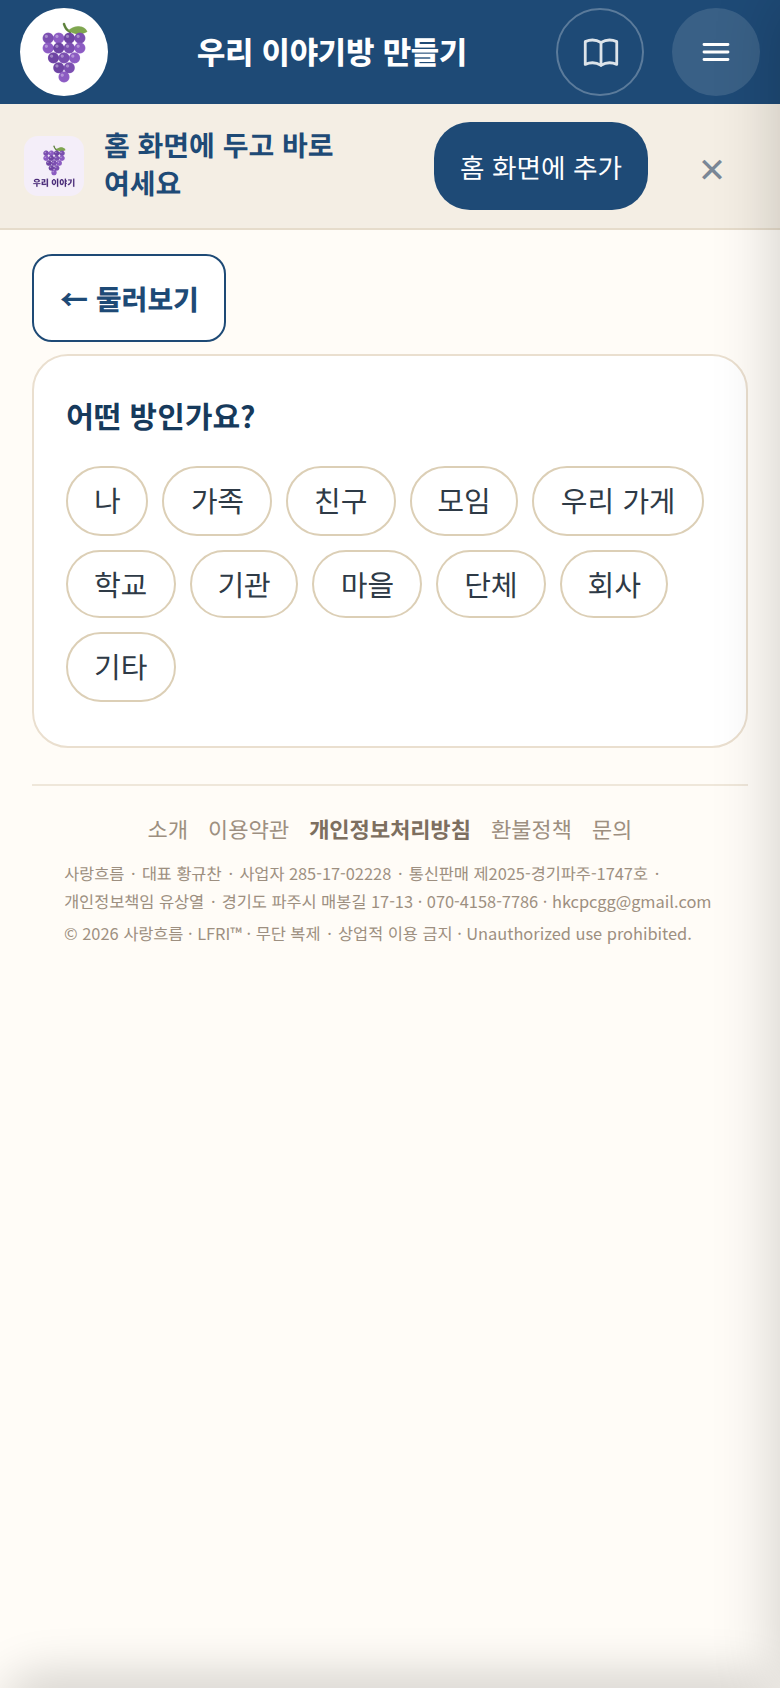 우리 이야기방 만들기
우리 이야기
홈 화면에 두고 바로
여세요
홈 화면에 추가
✕
← 둘러보기
어떤 방인가요?
나 가족 친구 모임 우리 가게
학교 기관 마을 단체 회사
기타
소개 이용약관 개인정보처리방침 환불정책 문의
사랑흐름 · 대표 황규찬 · 사업자 285-17-02228 · 통신판매 제2025-경기파주-1747호 ·
개인정보책임 유상열 · 경기도 파주시 매봉길 17-13 · 070-4158-7786 · hkcpcgg@gmail.com
© 2026 사랑흐름 · LFRI™ · 무단 복제 · 상업적 이용 금지 · Unauthorized use prohibited.